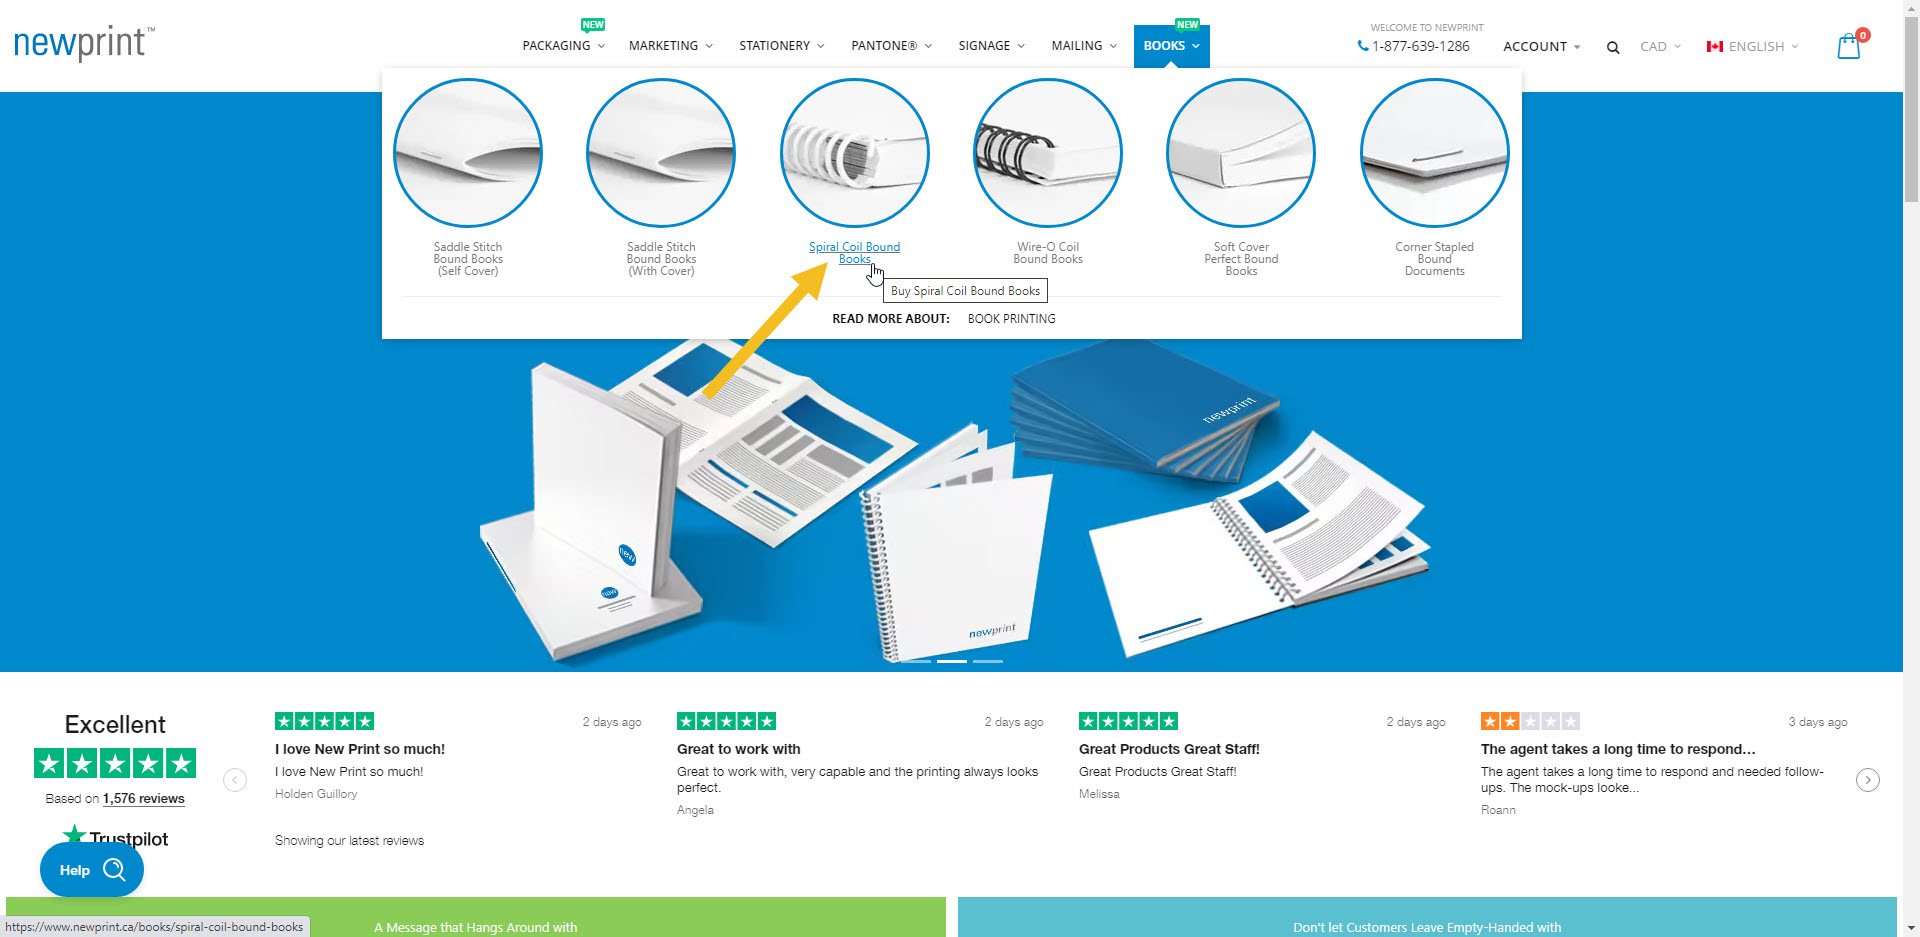 newprint™
NEW
NEW
PACKAGING
MARKETING
STATIONERY
PANTONE®
SIGNAGE
MAILING
BOOKS
WELCOME TO NEWPRINT
1-877-639-1286
ACCOUNT
CAD
ENGLISH
0
Saddle Stitch
Bound Books
(Self Cover)
Saddle Stitch
Bound Books
(With Cover)
Spiral Coil Bound
Books
Wire-O Coil
Bound Books
Soft Cover
Perfect Bound
Books
Corner Stapled
Bound
Documents
Buy Spiral Coil Bound Books
READ MORE ABOUT: BOOK PRINTING
newprint
new
new
newprint
Excellent
Based on 1,576 reviews
Trustpilot
2 days ago
I love New Print so much!
I love New Print so much!
Holden Guillory
2 days ago
Great to work with
Great to work with, very capable and the printing always looks
perfect.
Angela
2 days ago
Great Products Great Staff!
Great Products Great Staff!
Melissa
3 days ago
The agent takes a long time to respond...
The agent takes a long time to respond and needed follow-
ups. The mock-ups looke...
Roann
Showing our latest reviews
Help
https://www.newprint.ca/books/spiral-coil-bound-books
A Message that Hangs Around with
Don't let Customers Leave Empty-Handed with